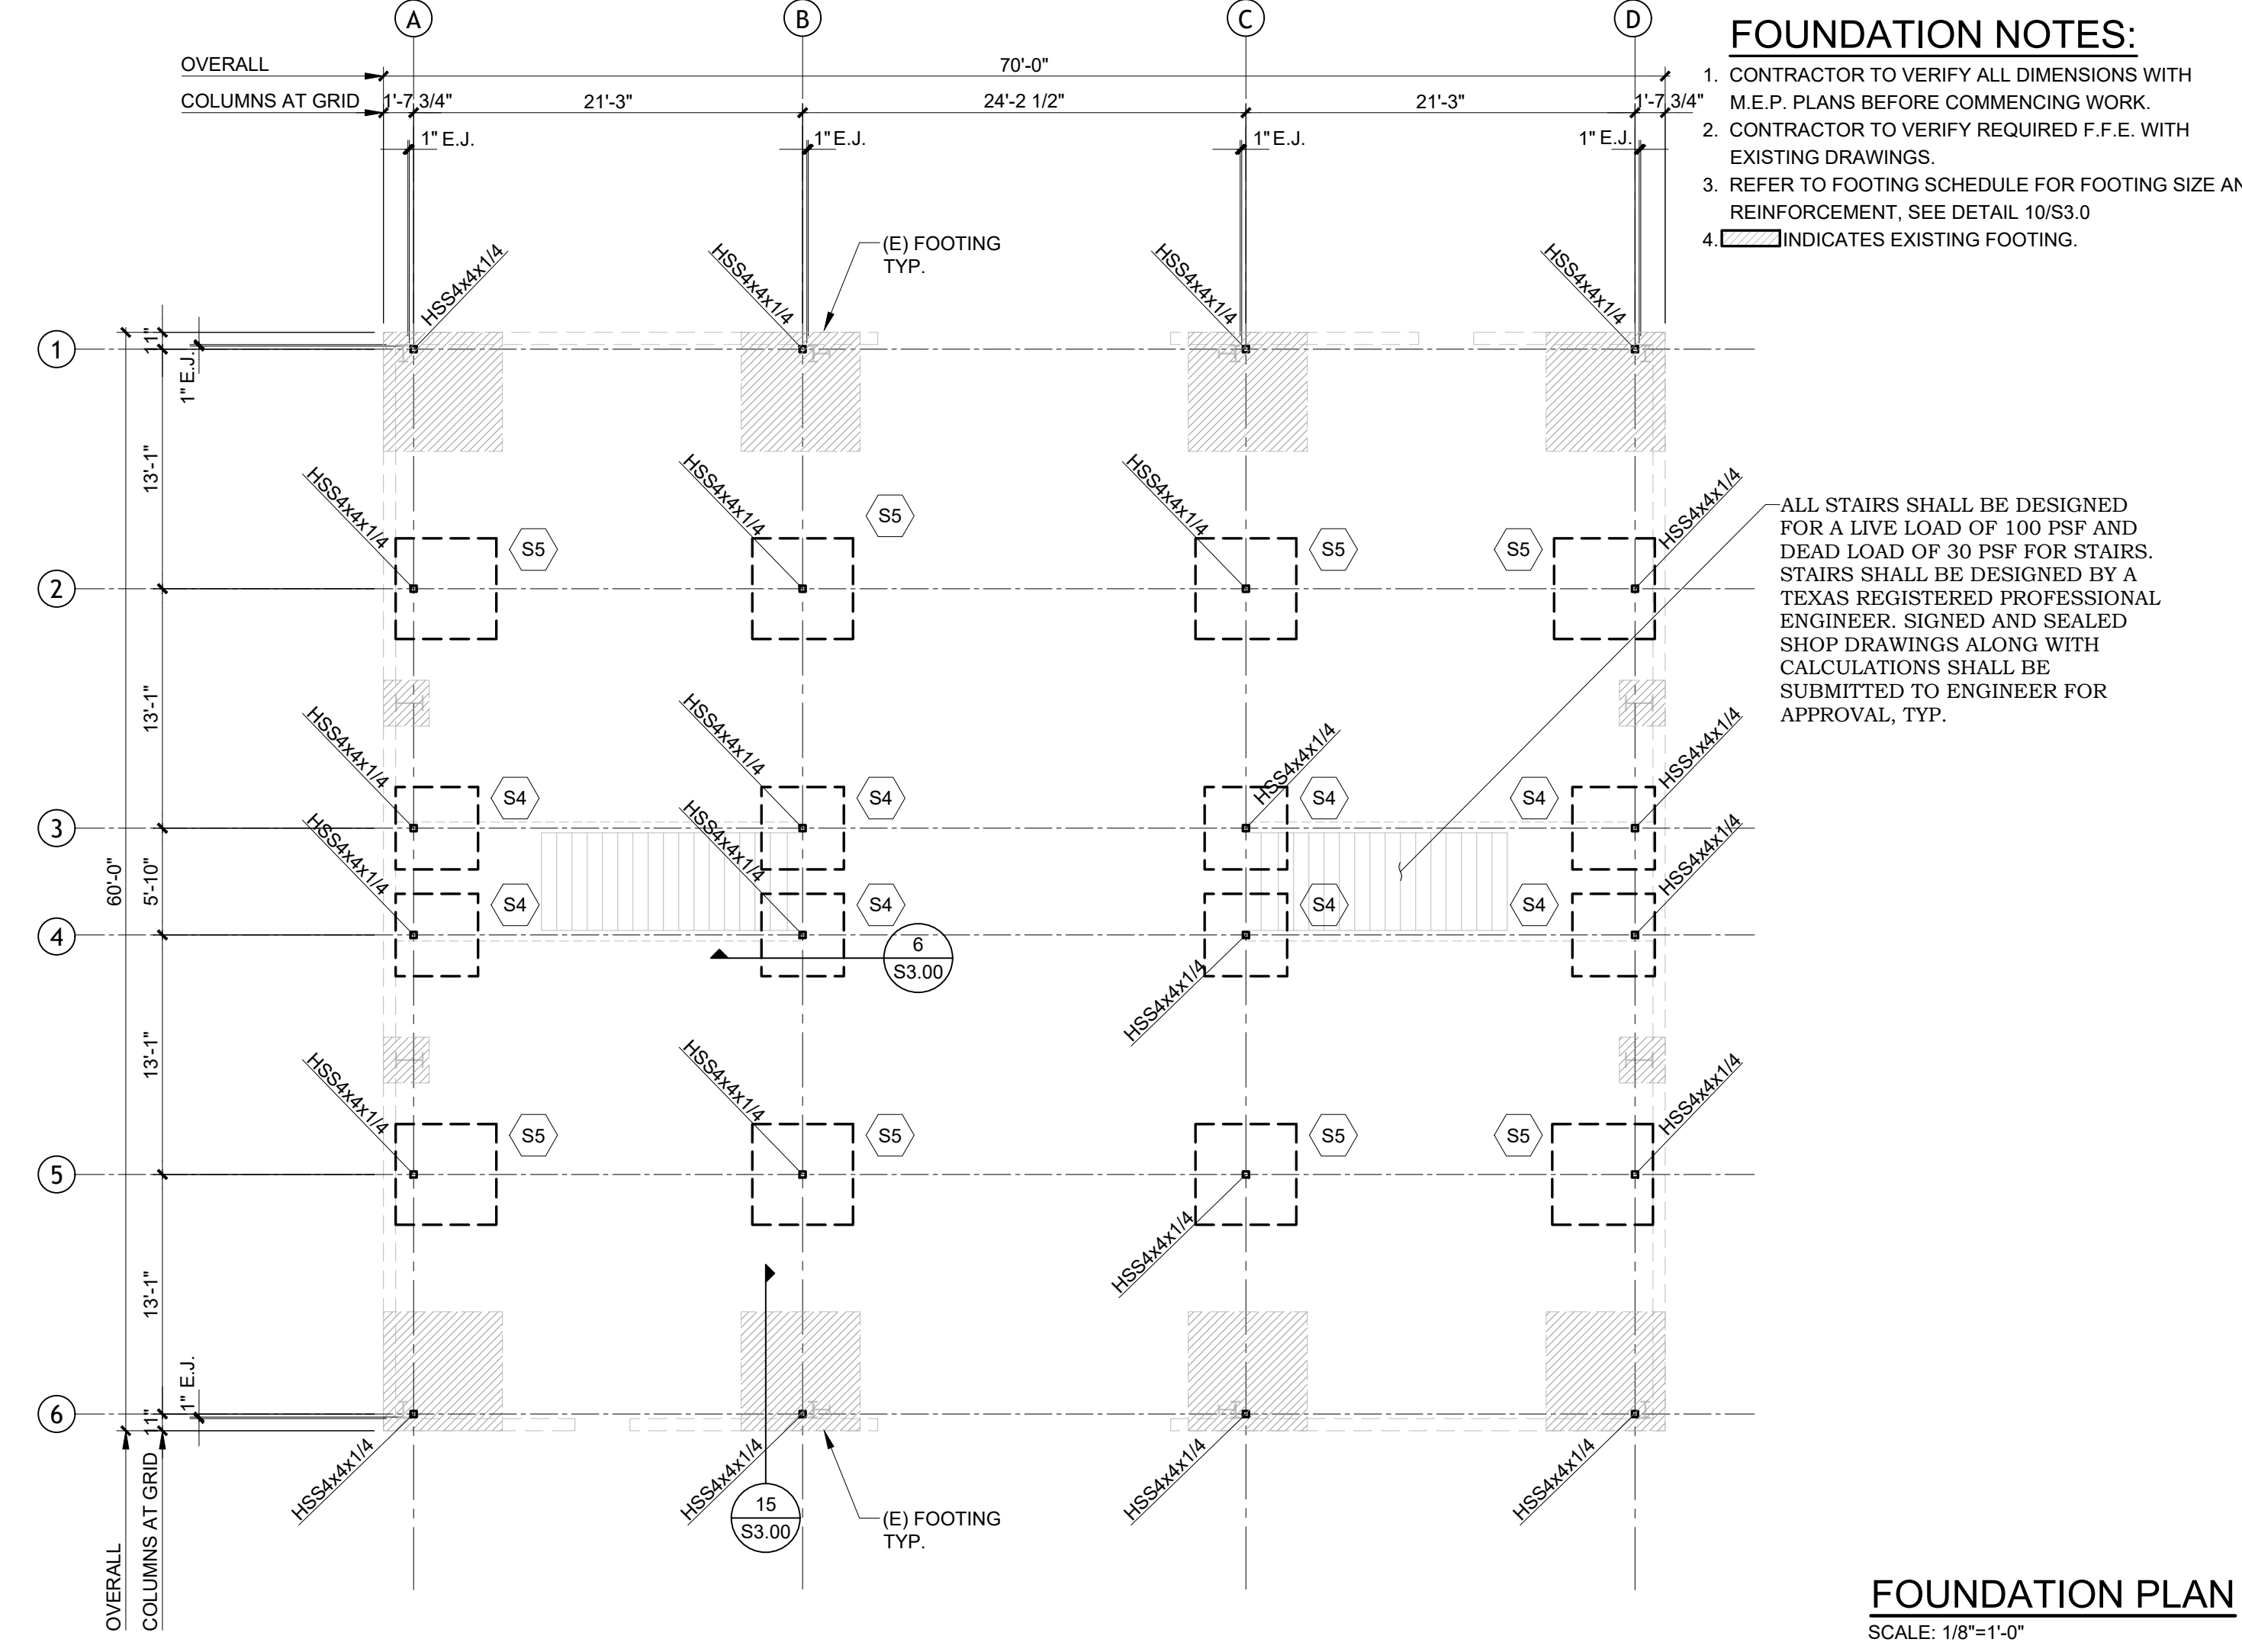 A
B
C
D
FOUNDATION NOTES:
OVERALL
70'-0"
COLUMNS AT GRID
1'-7 3/4"
21'-3"
24'-2 1/2"
21'-3"
1'-7 3/4"
1" E.J.
1" E.J.
1" E.J.
1" E.J.
1. CONTRACTOR TO VERIFY ALL DIMENSIONS WITH
M.E.P. PLANS BEFORE COMMENCING WORK.
2. CONTRACTOR TO VERIFY REQUIRED F.F.E. WITH
EXISTING DRAWINGS.
3. REFER TO FOOTING SCHEDULE FOR FOOTING SIZE AN
REINFORCEMENT, SEE DETAIL 10/S3.0
4. INDICATES EXISTING FOOTING.
(E) FOOTING
TYP.
HSS4x4x1/4
HSS4x4x1/4
HSS4x4x1/4
HSS4x4x1/4
1
11"
1" E.J.
13'-1"
HSS4x4x1/4
HSS4x4x1/4
HSS4x4x1/4
HSS4x4x1/4
S5
S5
S5
S5
2
ALL STAIRS SHALL BE DESIGNED
FOR A LIVE LOAD OF 100 PSF AND
DEAD LOAD OF 30 PSF FOR STAIRS.
STAIRS SHALL BE DESIGNED BY A
TEXAS REGISTERED PROFESSIONAL
ENGINEER. SIGNED AND SEALED
SHOP DRAWINGS ALONG WITH
CALCULATIONS SHALL BE
SUBMITTED TO ENGINEER FOR
APPROVAL, TYP.
13'-1"
HSS4x4x1/4
HSS4x4x1/4
HSS4x4x1/4
HSS4x4x1/4
S4
S4
S4
S4
3
60'-0"
5'-10"
HSS4x4x1/4
HSS4x4x1/4
HSS4x4x1/4
HSS4x4x1/4
S4
S4
S4
S4
4
6
S3.00
13'-1"
HSS4x4x1/4
HSS4x4x1/4
HSS4x4x1/4
HSS4x4x1/4
S5
S5
S5
S5
5
13'-1"
1" E.J.
6
11"
HSS4x4x1/4
HSS4x4x1/4
HSS4x4x1/4
HSS4x4x1/4
15
S3.00
(E) FOOTING
TYP.
OVERALL
COLUMNS AT GRID
FOUNDATION PLAN
SCALE: 1/8"=1'-0"